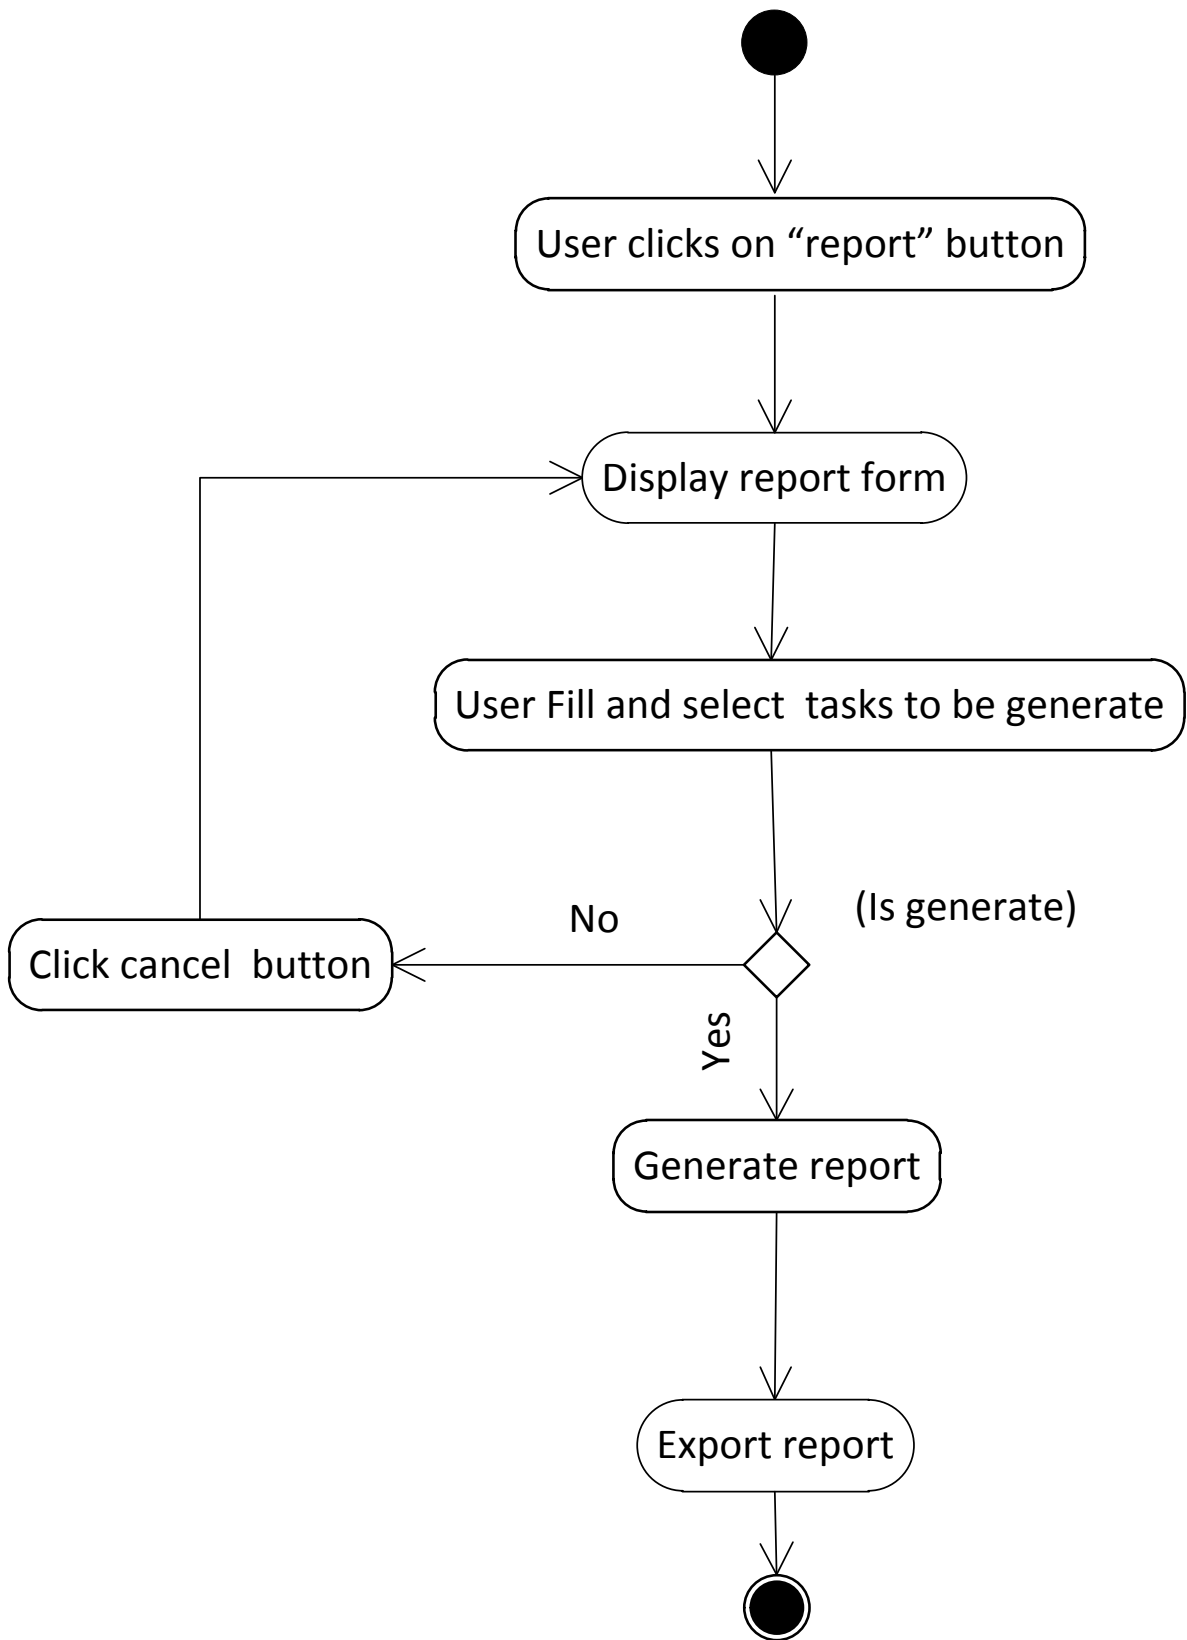 User clicks on “report” button
Display report form
User Fill and select  tasks to be generate
(Is generate)
No
Click cancel  button
Yes
Generate report
Export report